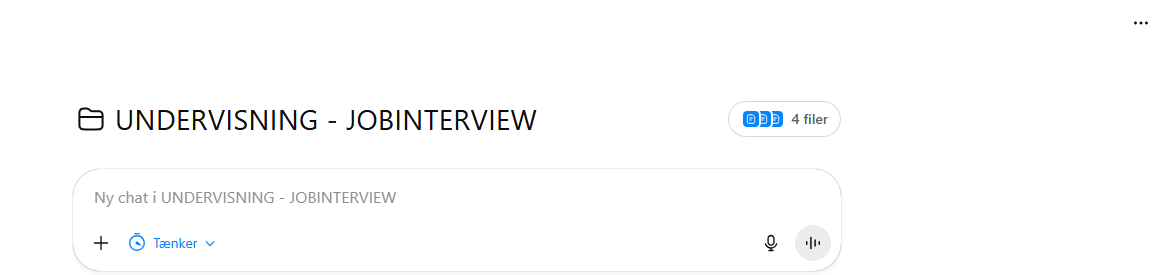 UNDERVISNING - JOBINTERVIEW
4 filer
Ny chat i UNDERVISNING - JOBINTERVIEW
Tænker